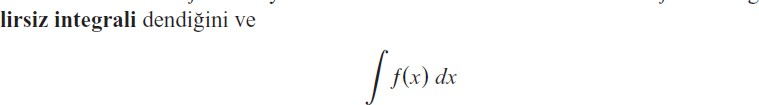 lirsiz integrali dendiğini ve
∫ f(x) dx